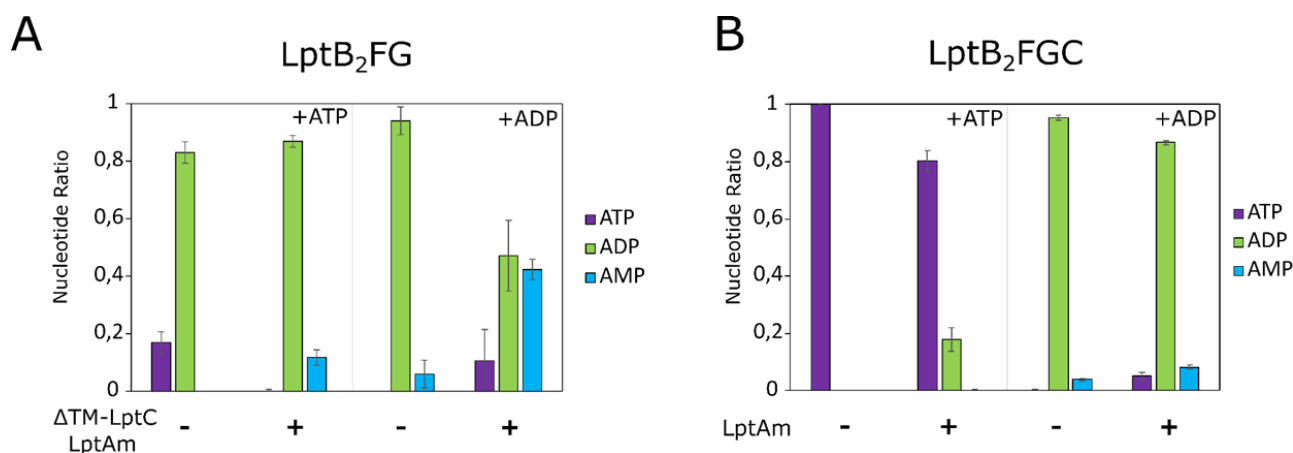 A
LptB₂FG
1
0,8
0,6
0,4
0,2
0
Nucleotide Ratio
+ATP
+ADP
ATP
ADP
AMP
ΔTM-LptC
LptAm
- + - +
B
LptB₂FGC
1
0,8
0,6
0,4
0,2
0
Nucleotide Ratio
+ATP
+ADP
ATP
ADP
AMP
LptAm - + - +